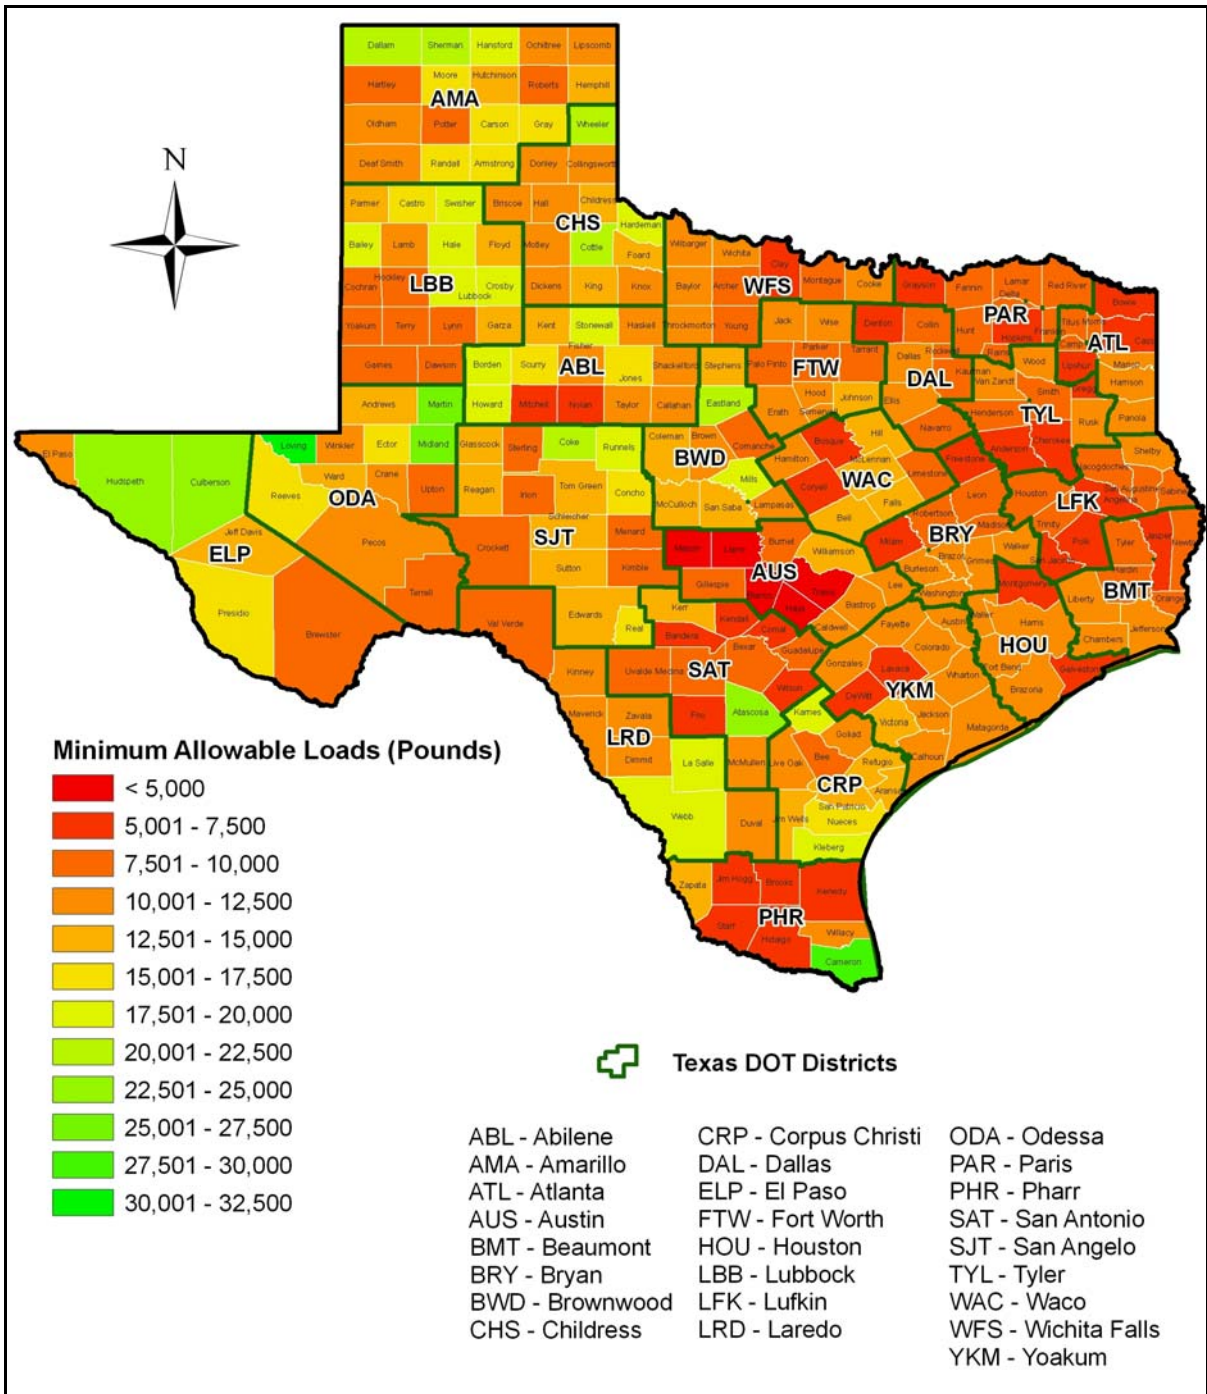 Dallam Sherman Hansford Ochiltree Lipscomb
Hartley Moore Hutchinson Roberts Hemphill
AMA
Oldham Potter Carson Gray Wheeler
N
Deaf Smith Randall Armstrong Donley Collingsworth
Parmer Castro Swisher Briscoe Hall Childress
CHS
Hardeman
Bailey Lamb Hale Floyd Motley Cottle Foard Wilbarger Wichita Clay
Cochran Hockley LBB Lubbock Crosby Dickens King Knox Baylor Archer WFS Montague Cooke Grayson Fannin Lamar Delta Red River Bowie
Yoakum Terry Lynn Garza Kent Stonewall Haskell Throckmorton Young Jack Wise Denton Collin Hunt PAR Hopkins Franklin Titus Morris ATL Cass
Fisher
Gaines Dawson Borden Scurry ABL Jones Shackelford Stephens Palo Pinto Parker FTW Tarrant Dallas Rockwall DAL Kaufman Rains Van Zandt Wood Camp Upshur Marion
Andrews Martin Howard Mitchell Nolan Taylor Callahan Eastland Erath Hood Somervell Johnson Ellis Henderson Smith TYL Gregg Harrison Rusk Panola
El Paso Hudspeth Culberson Loving Winkler Ector Midland Glasscock Sterling Coke Runnels Coleman Brown BWD Comanche Hamilton Bosque Hill Navarro Freestone Anderson Cherokee Nacogdoches Shelby
Reeves Ward ODA Crane Upton Reagan Irion Tom Green Concho McCulloch San Saba Mills Lampasas Coryell McLennan WAC Limestone Falls Leon Houston LFK Angelina San Augustine Sabine
Jeff Davis ELP Pecos Crockett Schleicher SJT Menard Mason Llano Burnet Bell Milam Robertson BRY Madison Trinity Polk Tyler Jasper Newton
Sutton Kimble Gillespie AUS Williamson Burleson Brazos Grimes Walker San Jacinto Hardin
Presidio Brewster Terrell Val Verde Edwards Real Kerr Kendall Blanco Hays Travis Bastrop Lee Washington Montgomery Liberty BMT Orange
Bandera Comal Caldwell Fayette Austin Waller Harris HOU Chambers Jefferson
Kinney Uvalde Medina SAT Bexar Guadalupe Gonzales Lavaca Colorado Fort Bend Galveston
Wilson DeWitt YKM Wharton Brazoria
Maverick Zavala Frio Atascosa Karnes Victoria Jackson Matagorda
LRD
Dimmit La Salle McMullen Live Oak Bee Goliad Refugio Calhoun
CRP Aransas
Webb Duval Jim Wells San Patricio Nueces
Kleberg
Zapata Jim Hogg Brooks Kenedy
PHR
Starr Hidalgo Willacy
Cameron
Minimum Allowable Loads (Pounds)
< 5,000
5,001 - 7,500
7,501 - 10,000
10,001 - 12,500
12,501 - 15,000
15,001 - 17,500
17,501 - 20,000
20,001 - 22,500
22,501 - 25,000
25,001 - 27,500
27,501 - 30,000
30,001 - 32,500
Texas DOT Districts
ABL - Abilene
AMA - Amarillo
ATL - Atlanta
AUS - Austin
BMT - Beaumont
BRY - Bryan
BWD - Brownwood
CHS - Childress
CRP - Corpus Christi
DAL - Dallas
ELP - El Paso
FTW - Fort Worth
HOU - Houston
LBB - Lubbock
LFK - Lufkin
LRD - Laredo
ODA - Odessa
PAR - Paris
PHR - Pharr
SAT - San Antonio
SJT - San Angelo
TYL - Tyler
WAC - Waco
WFS - Wichita Falls
YKM - Yoakum